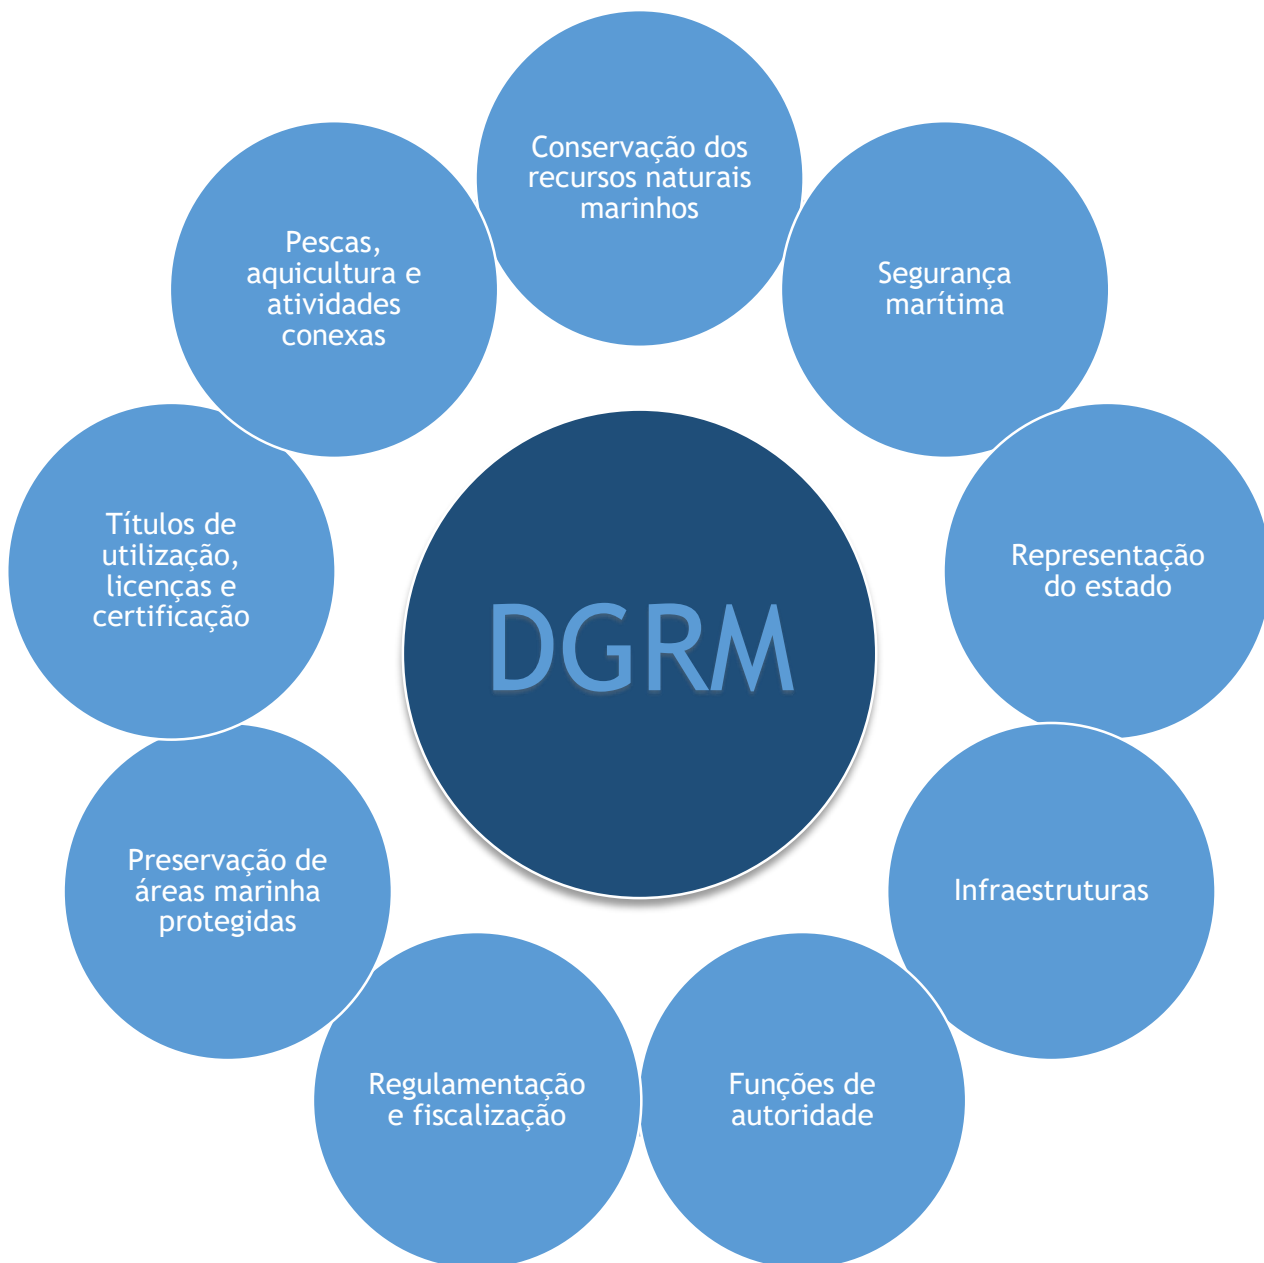 Conservação dos
recursos naturais
marinhos
Segurança
marítima
Representação
do estado
Infraestruturas
Funções de
autoridade
Regulamentação
e fiscalização
Preservação de
áreas marinha
protegidas
Títulos de
utilização,
licenças e
certificação
Pescas,
aquicultura e
atividades
conexas
DGRM